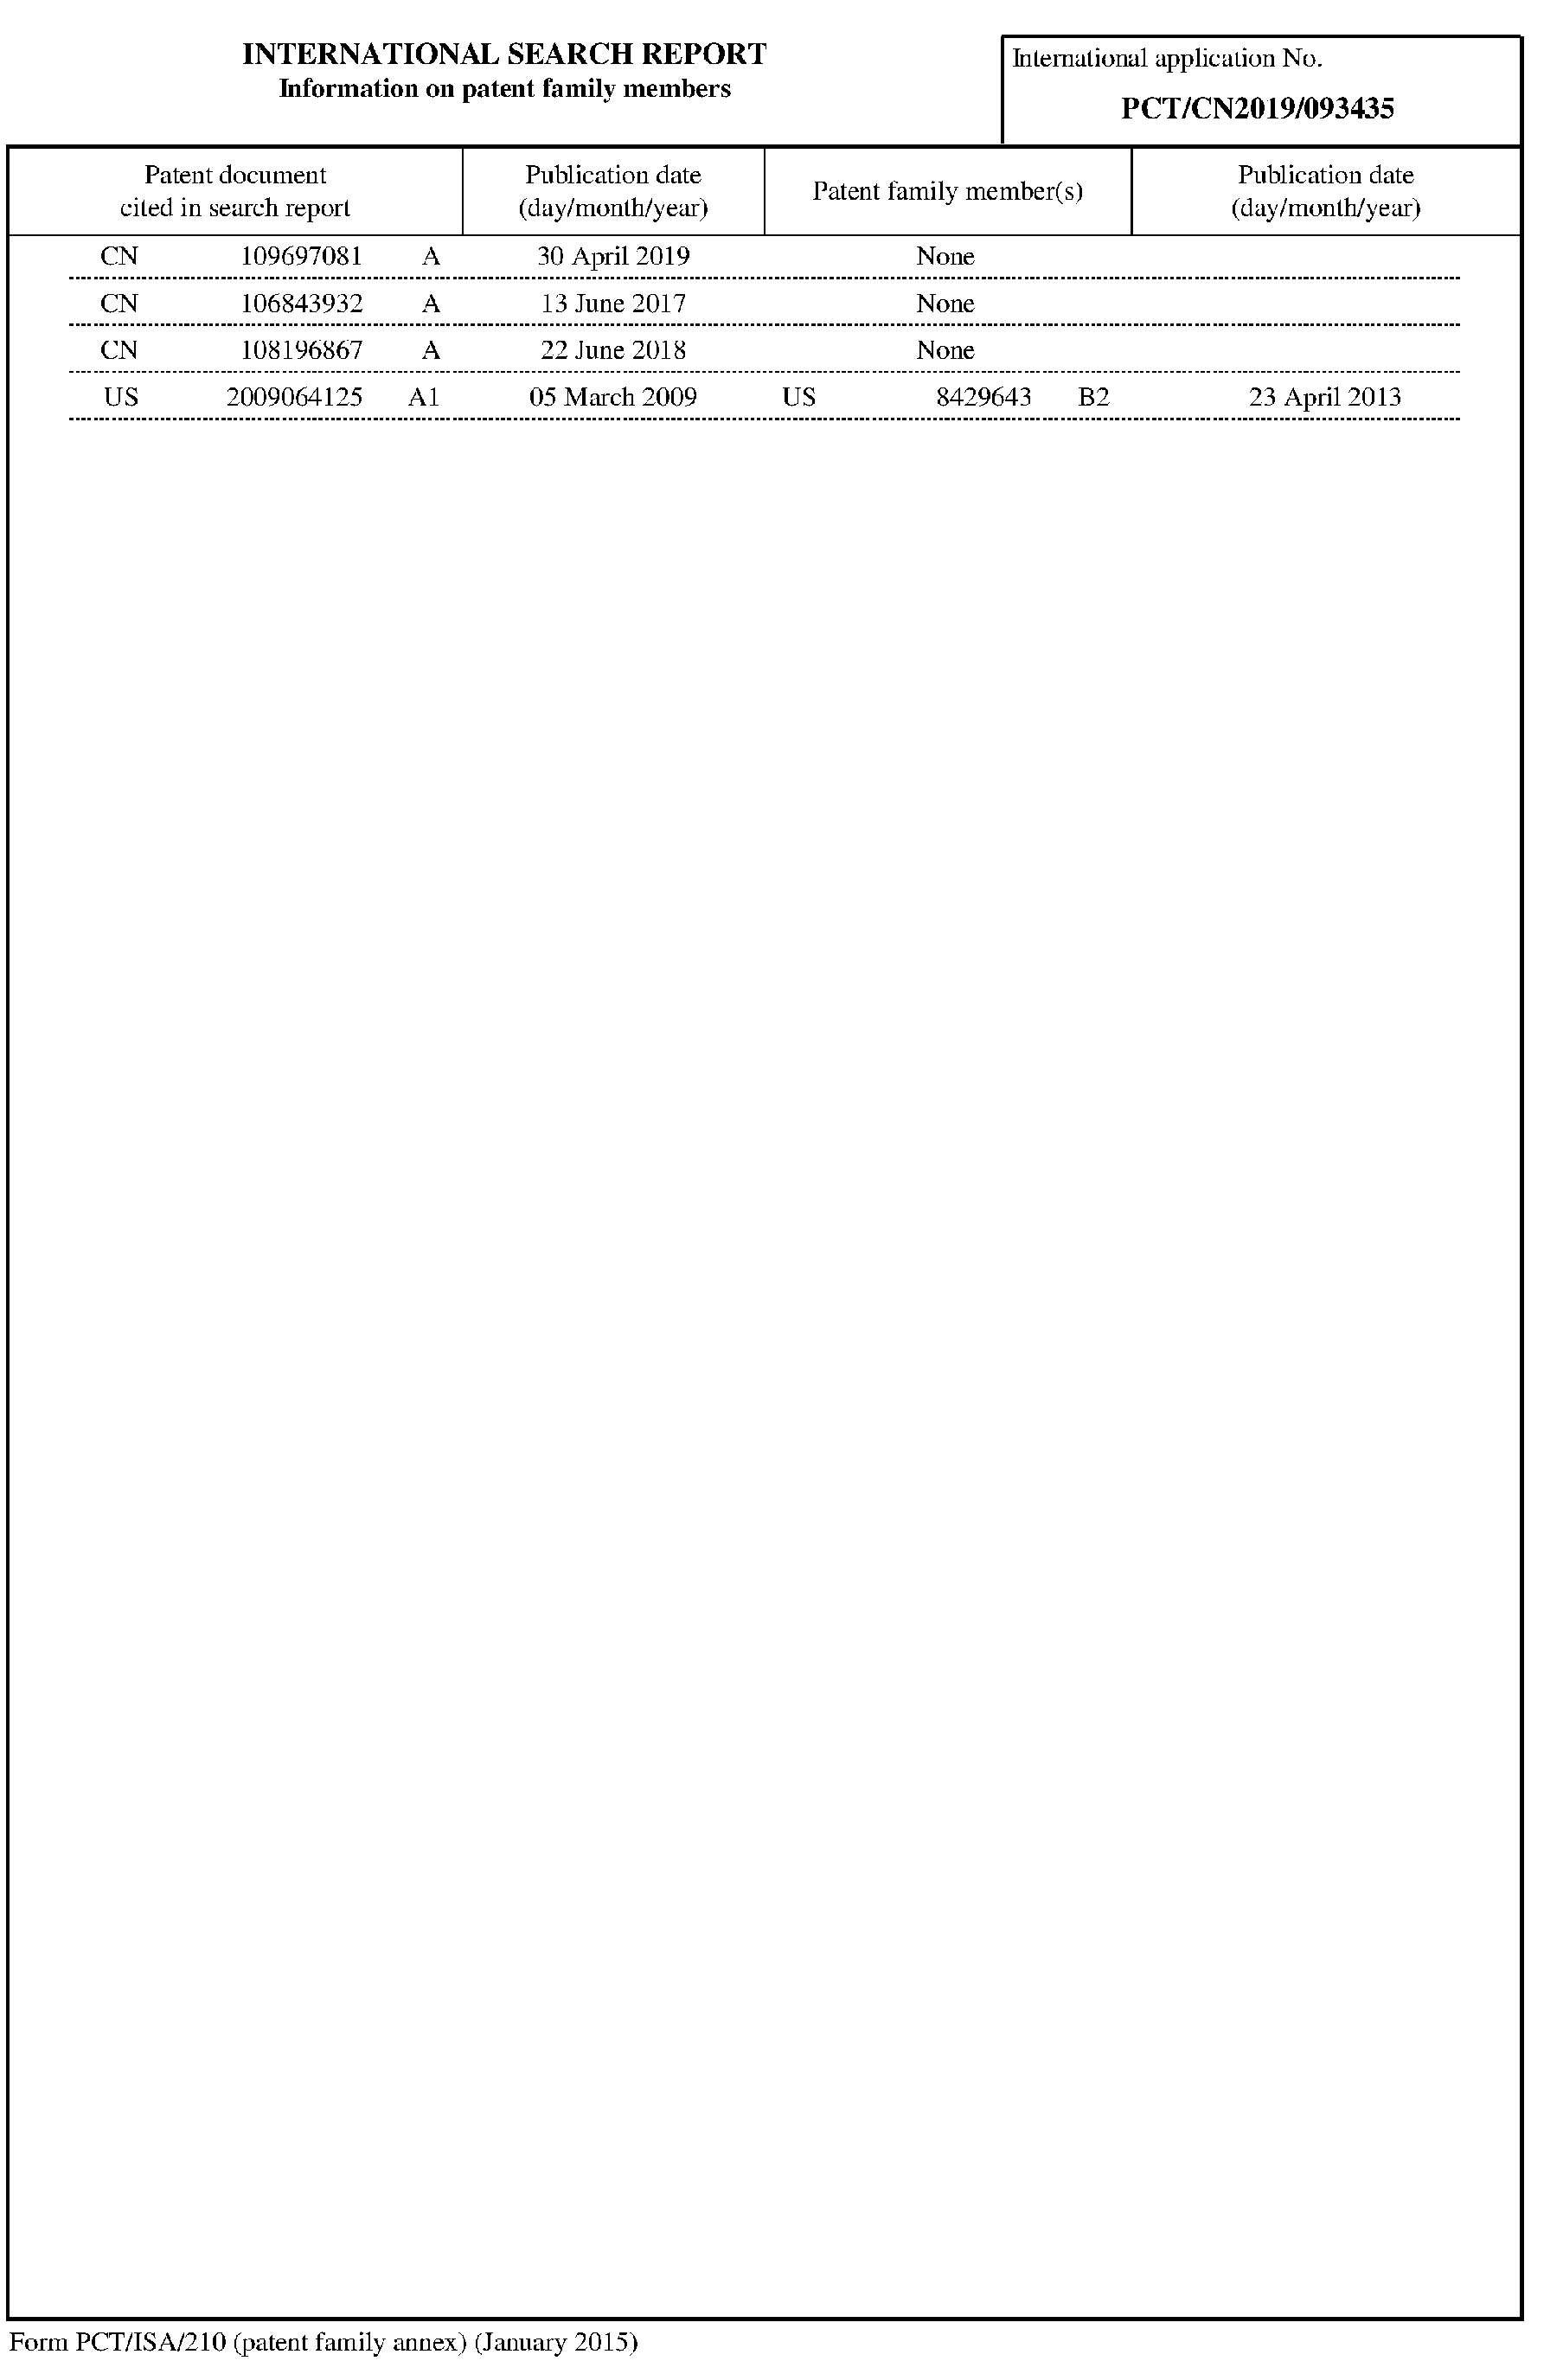 INTERNATIONAL SEARCH REPORT
Information on patent family members
International application No.
PCT/CN2019/093435
Patent document
cited in search report
Publication date
(day/month/year)
Patent family member(s)
Publication date
(day/month/year)
CN 109697081 A 30 April 2019 None
CN 106843932 A 13 June 2017 None
CN 108196867 A 22 June 2018 None
US 2009064125 A1 05 March 2009 US 8429643 B2 23 April 2013
Form PCT/ISA/210 (patent family annex) (January 2015)